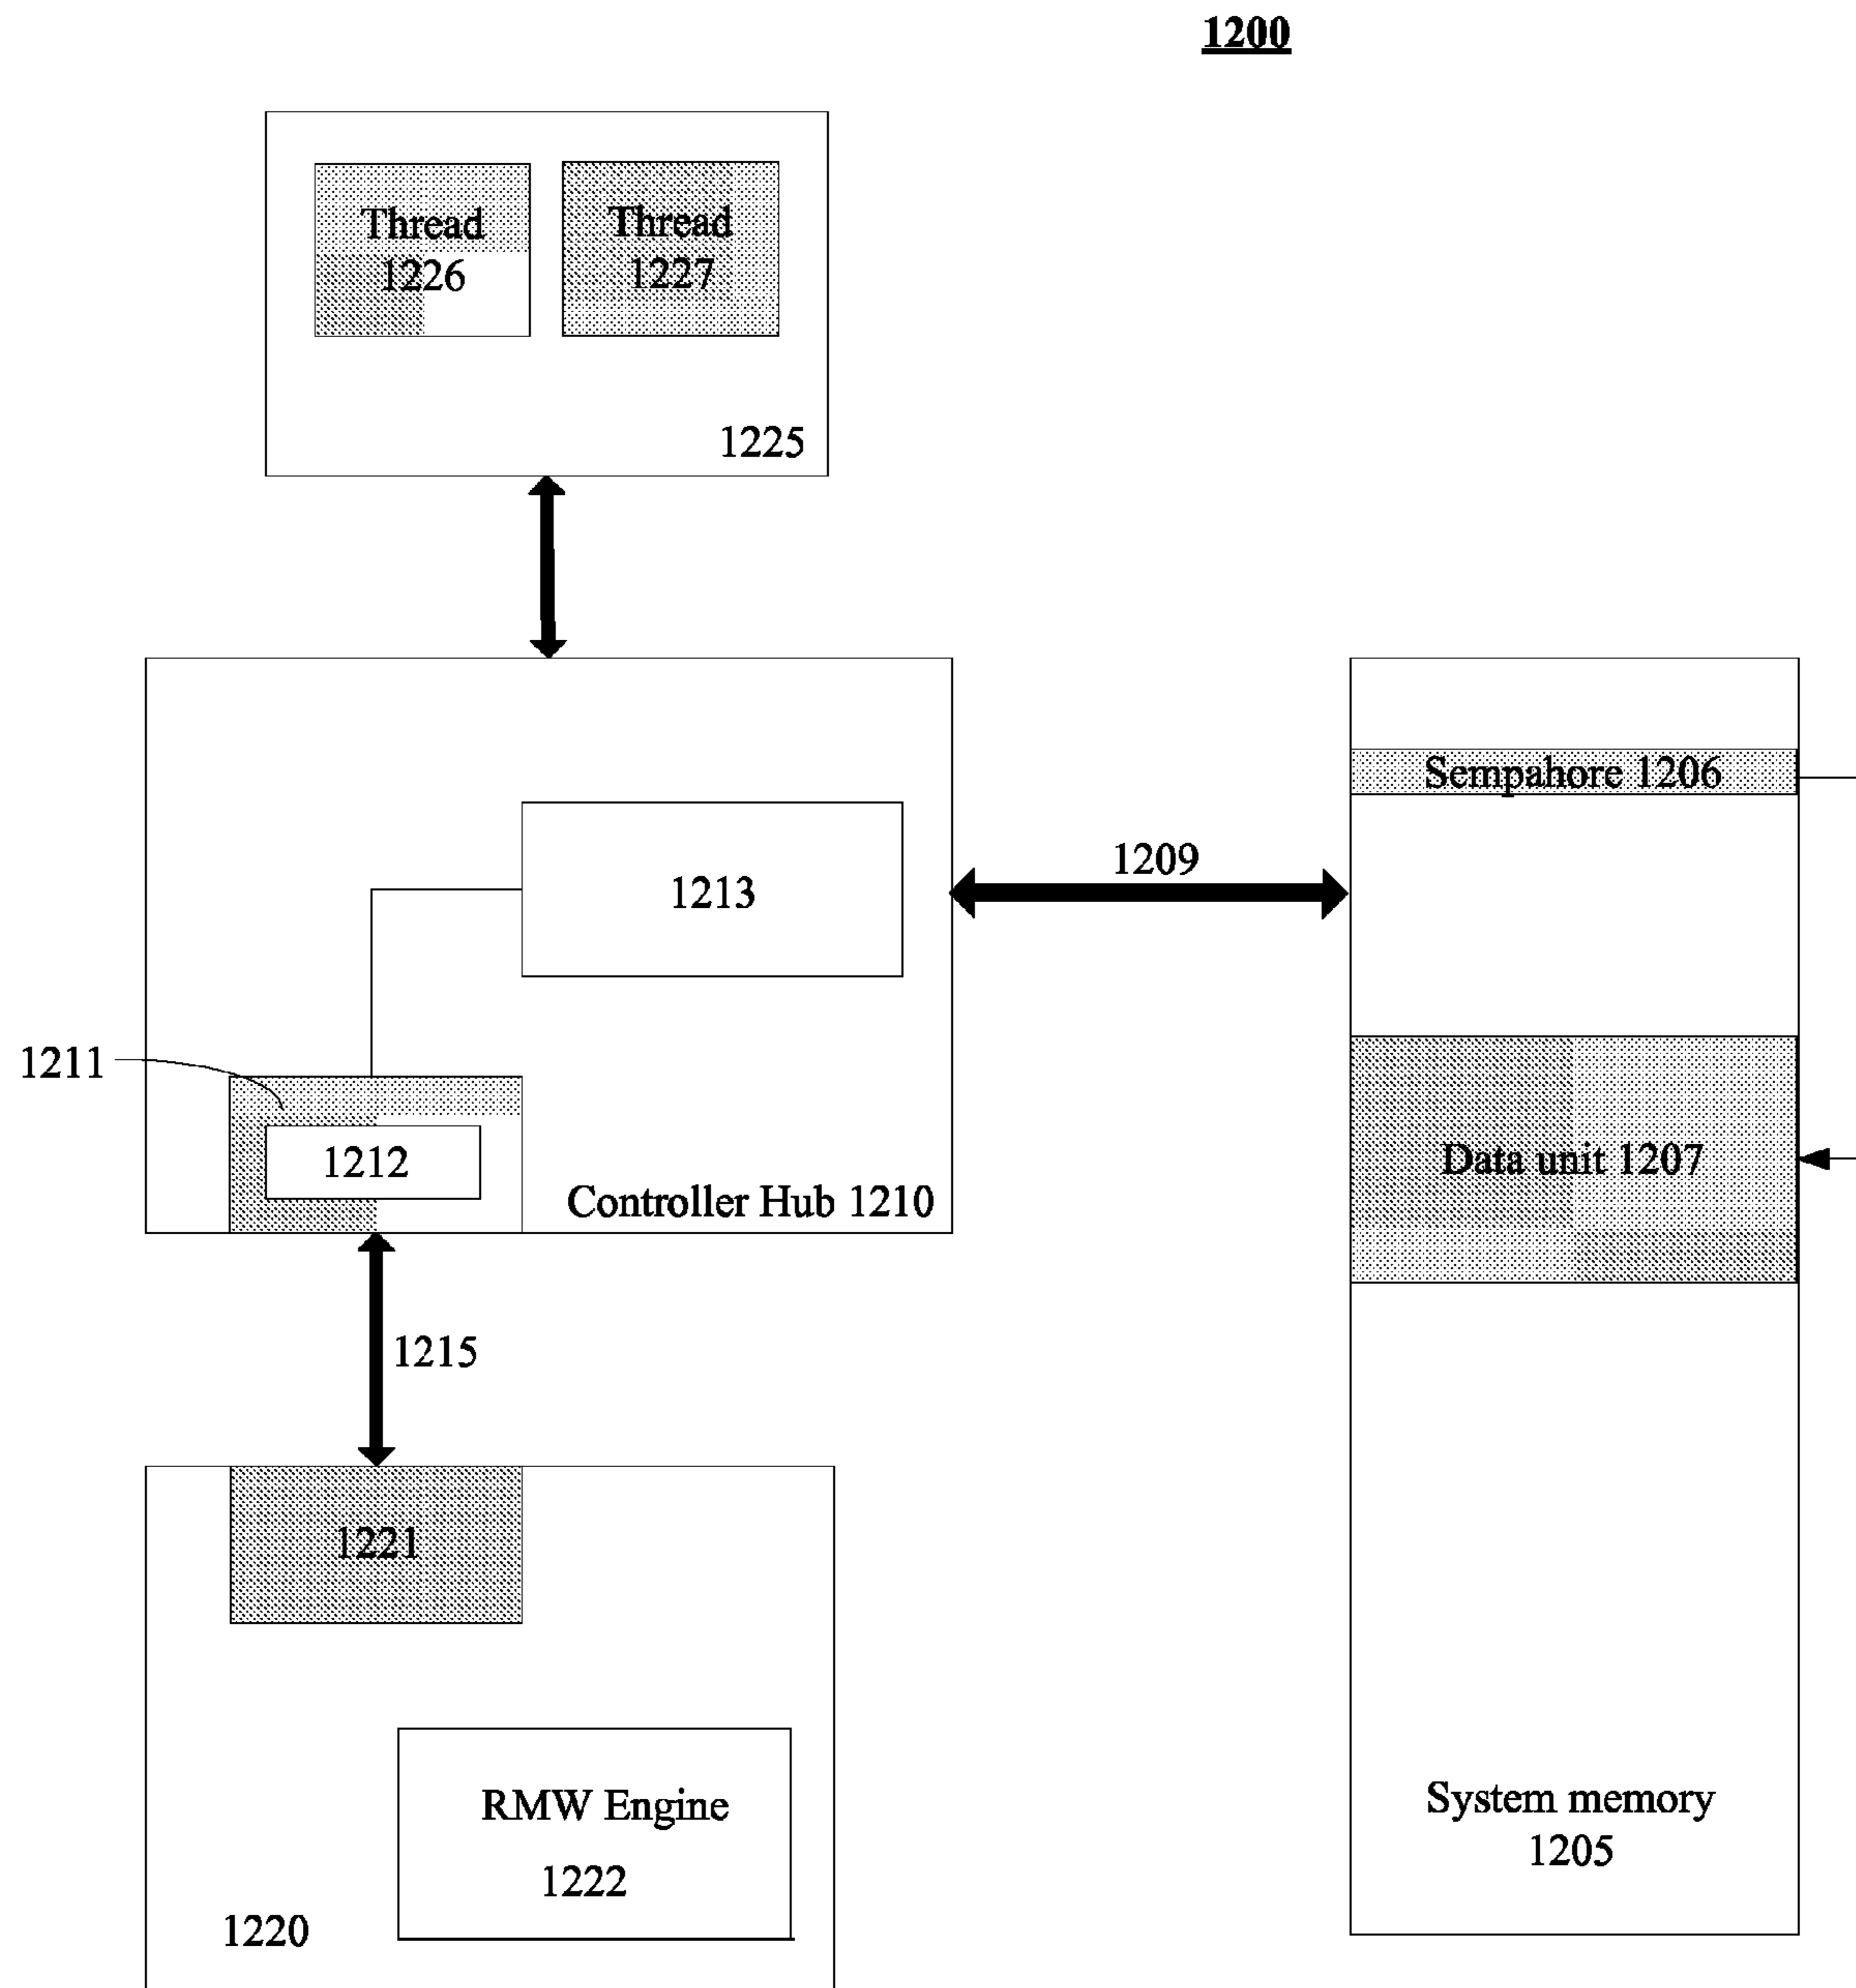 1200
Thread
1226
Thread
1227
1225
Sempahore 1206
1209
1213
1211
1212
Data unit 1207
Controller Hub 1210
1215
1221
RMW Engine
1222
1220
System memory
1205